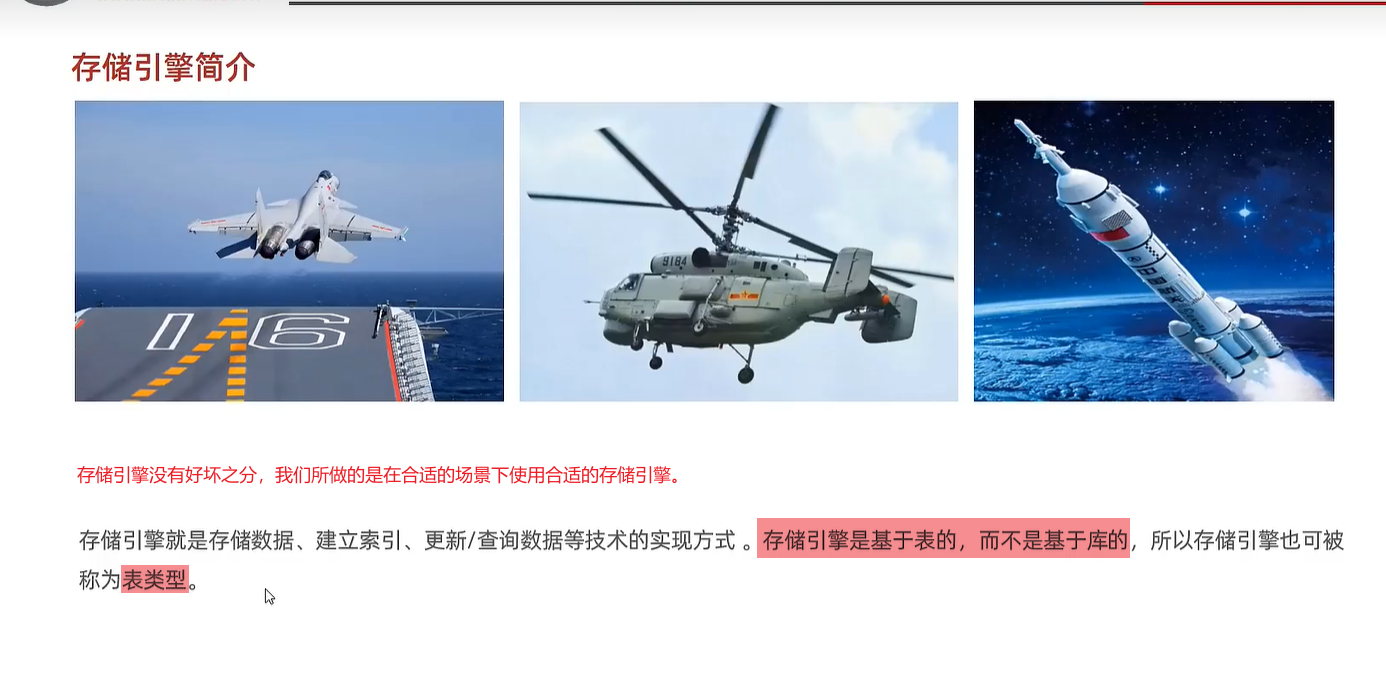 存储引擎简介
16
9184
存储引擎没有好坏之分，我们所做的是在合适的场景下使用合适的存储引擎。
存储引擎就是存储数据、建立索引、更新/查询数据等技术的实现方式 。存储引擎是基于表的，而不是基于库的，所以存储引擎也可被
称为表类型。